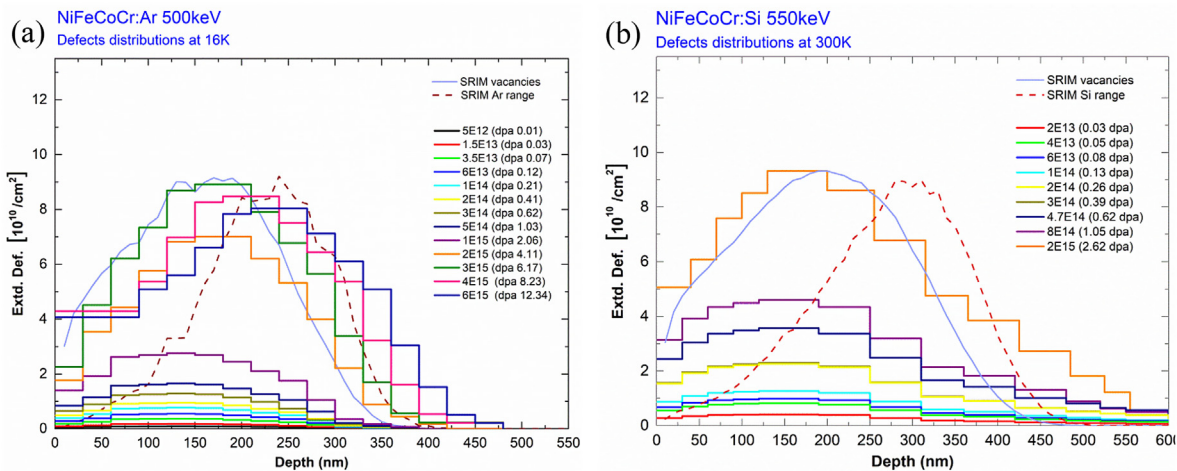 (a)
NiFeCoCr:Ar 500keV
Defects distributions at 16K
Extd. Def. [10^10 /cm^2]
12
10
8
6
4
2
0
SRIM vacancies
SRIM Ar range
5E12 (dpa 0.01)
1.5E13 (dpa 0.03)
3.5E13 (dpa 0.07)
6E13 (dpa 0.12)
1E14 (dpa 0.21)
2E14 (dpa 0.41)
3E14 (dpa 0.62)
5E14 (dpa 1.03)
1E15 (dpa 2.06)
2E15 (dpa 4.11)
3E15 (dpa 6.17)
4E15 (dpa 8.23)
6E15 (dpa 12.34)
0 50 100 150 200 250 300 350 400 450 500 550
Depth (nm)
(b)
NiFeCoCr:Si 550keV
Defects distributions at 300K
Extd. Def. [10^10 /cm^2]
12
10
8
6
4
2
0
SRIM vacancies
SRIM Si range
2E13 (0.03 dpa)
4E13 (0.05 dpa)
6E13 (0.08 dpa)
1E14 (0.13 dpa)
2E14 (0.26 dpa)
3E14 (0.39 dpa)
4.7E14 (0.62 dpa)
8E14 (1.05 dpa)
2E15 (2.62 dpa)
0 50 100 150 200 250 300 350 400 450 500 550 600
Depth (nm)